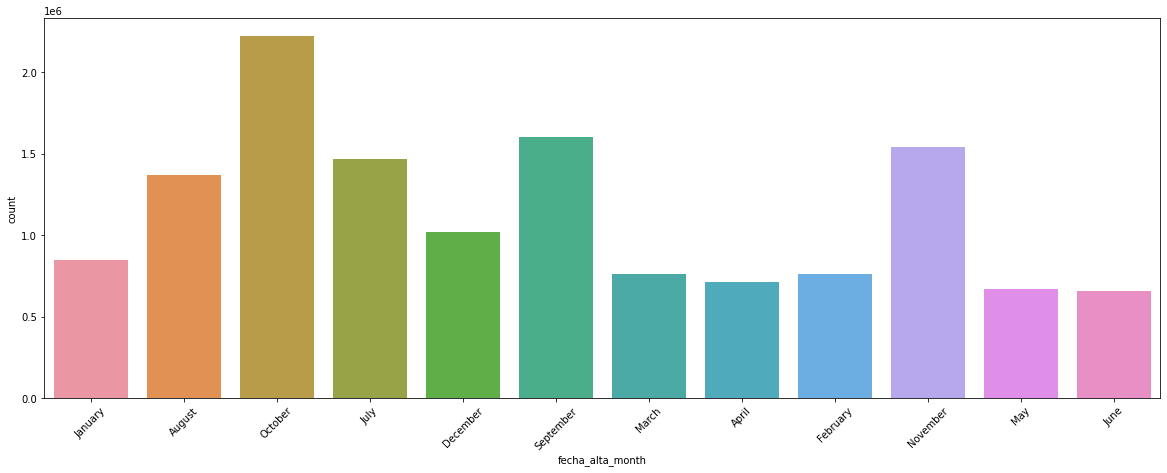 1e6
2.0
1.5
1.0
0.5
0.0
count
January
August
October
July
December
September
March
April
February
November
May
June
fecha_alta_month